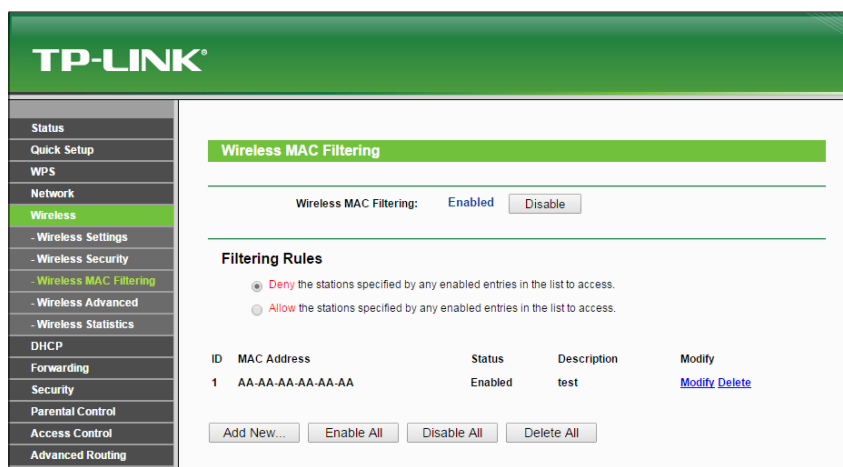 TP-LINK®
Status
Quick Setup
WPS
Network
Wireless
- Wireless Settings
- Wireless Security
- Wireless MAC Filtering
- Wireless Advanced
- Wireless Statistics
DHCP
Forwarding
Security
Parental Control
Access Control
Advanced Routing
Wireless MAC Filtering
Wireless MAC Filtering: Enabled Disable
Filtering Rules
Deny the stations specified by any enabled entries in the list to access.
Allow the stations specified by any enabled entries in the list to access.
ID MAC Address Status Description Modify
1 AA-AA-AA-AA-AA-AA Enabled test Modify Delete
Add New... Enable All Disable All Delete All